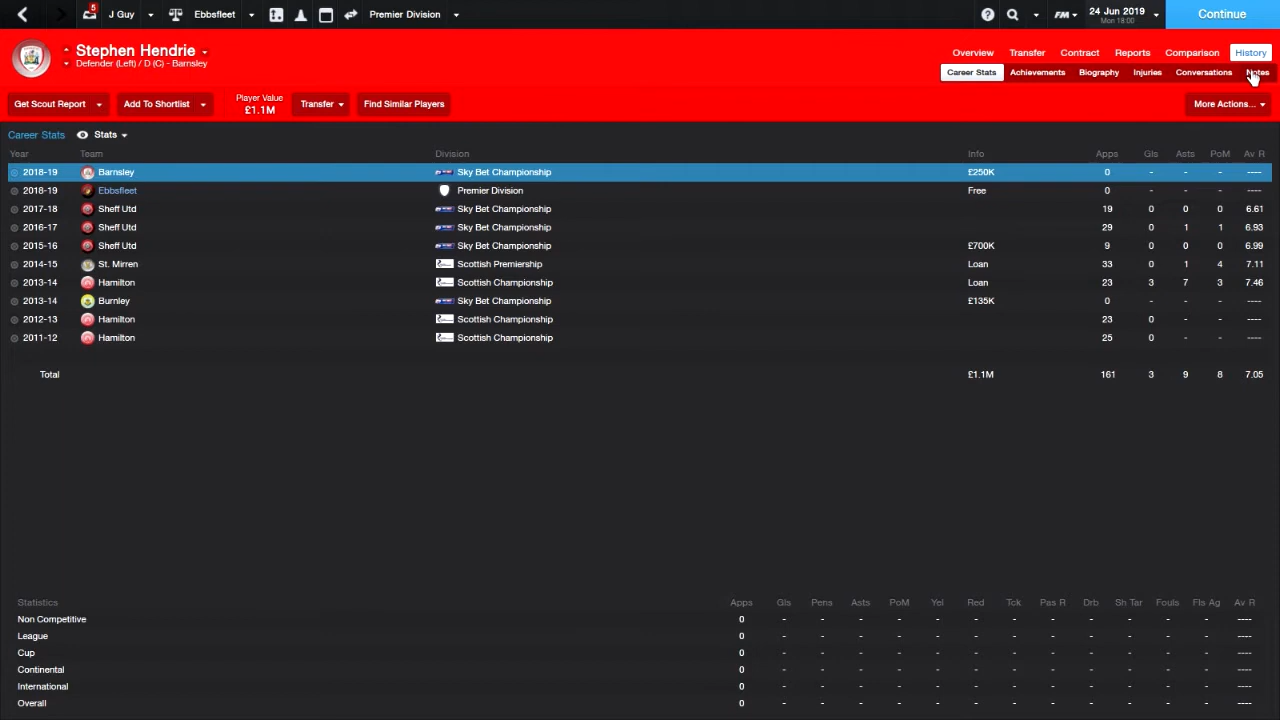 5 J Guy Ebbsfleet Premier Division FM 24 Jun 2019 Continue
Mon 18:00
Stephen Hendrie
Defender (Left) / D (C) - Barnsley
Overview Transfer Contract Reports Comparison History
Career Stats Achievements Biography Injuries Conversations Notes
Get Scout Report Add To Shortlist Player Value £1.1M Transfer Find Similar Players More Actions...
Career Stats Stats
Year Team Division Info Apps Gls Asts PoM Av R
2018-19 Barnsley Sky Bet Championship £250K 0 - - - ----
2018-19 Ebbsfleet Premier Division Free 0 - - - ----
2017-18 Sheff Utd Sky Bet Championship 19 0 0 0 6.61
2016-17 Sheff Utd Sky Bet Championship 29 0 1 1 6.93
2015-16 Sheff Utd Sky Bet Championship £700K 9 0 0 0 6.99
2014-15 St. Mirren Scottish Premiership Loan 33 0 1 4 7.11
2013-14 Hamilton Scottish Championship Loan 23 3 7 3 7.46
2013-14 Burnley Sky Bet Championship £135K 0 - - - ----
2012-13 Hamilton Scottish Championship 23 0 - - ----
2011-12 Hamilton Scottish Championship 25 0 - - ----
Total £1.1M 161 3 9 8 7.05
Statistics Apps Gls Pens Asts PoM Yel Red Tck Pas R Drb Sh Tar Fouls Fls Ag Av R
Non Competitive 0 - - - - - - - - - - - - ----
League 0 - - - - - - - - - - - - ----
Cup 0 - - - - - - - - - - - - ----
Continental 0 - - - - - - - - - - - - ----
International 0 - - - - - - - - - - - - ----
Overall 0 - - - - - - - - - - - - ----